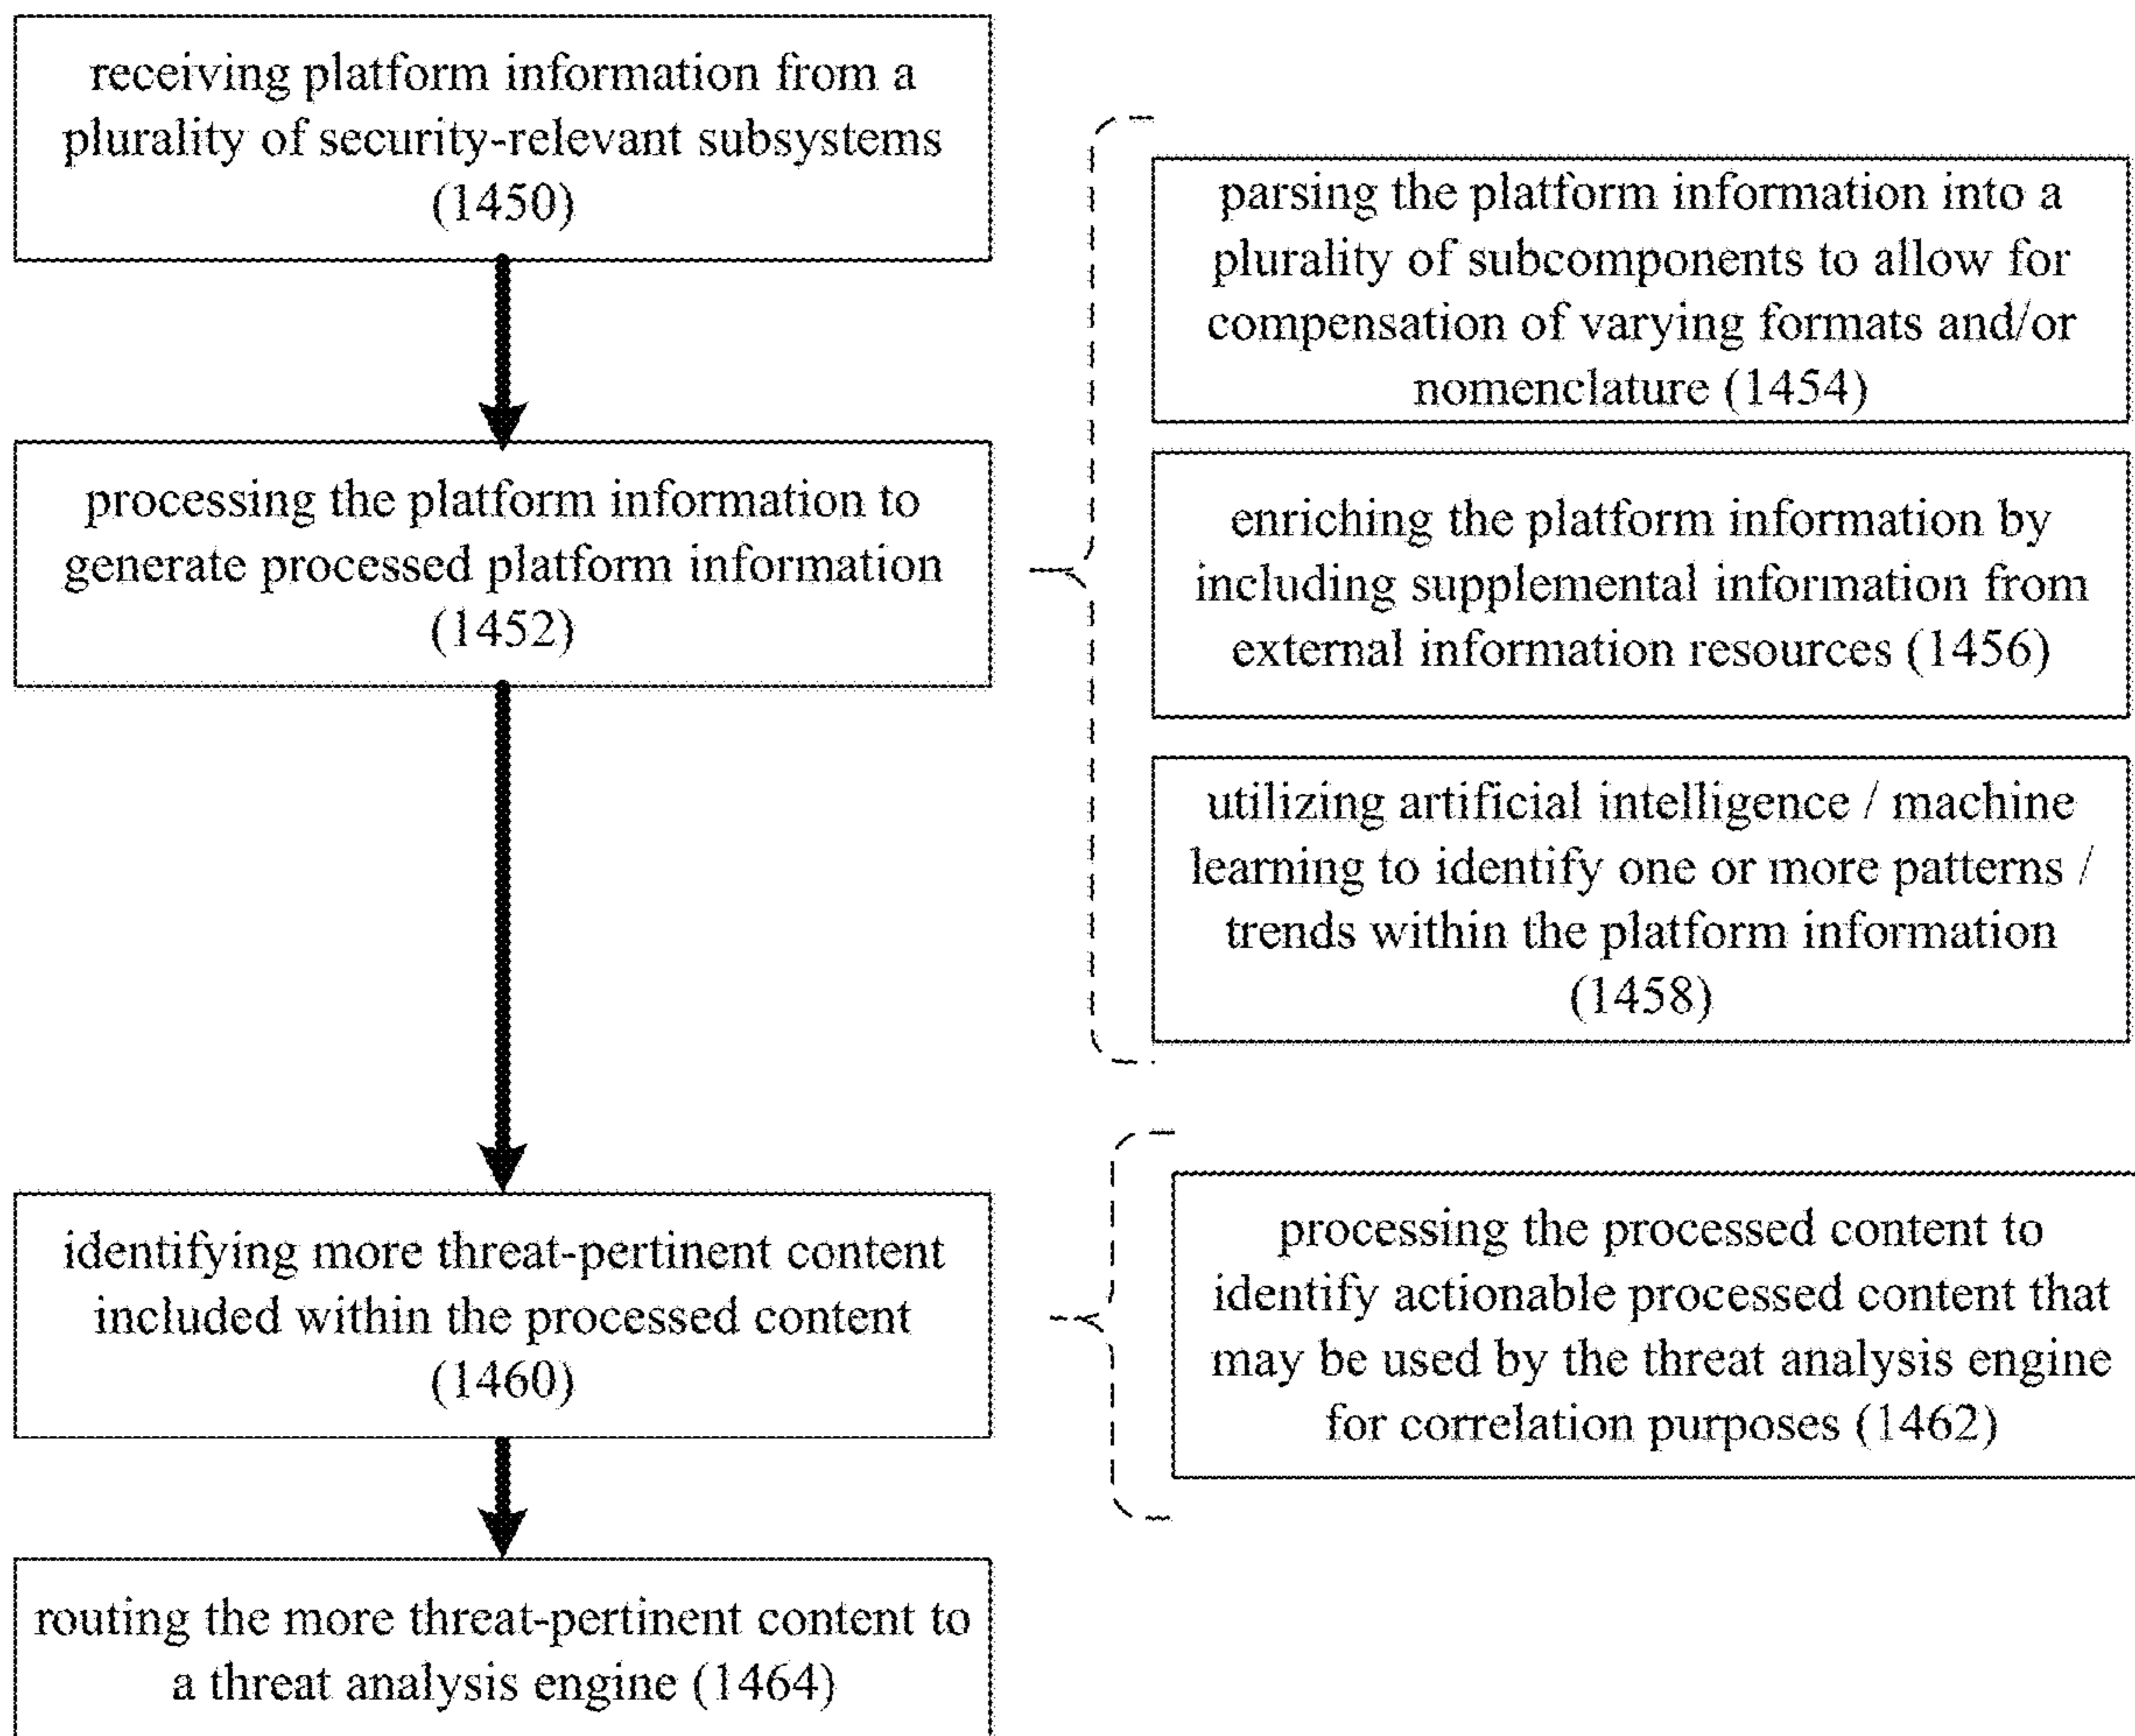 receiving platform information from a
plurality of security-relevant subsystems
(1450)
processing the platform information to
generate processed platform information
(1452)
parsing the platform information into a
plurality of subcomponents to allow for
compensation of varying formats and/or
nomenclature (1454)
enriching the platform information by
including supplemental information from
external information resources (1456)
utilizing artificial intelligence / machine
learning to identify one or more patterns /
trends within the platform information
(1458)
identifying more threat-pertinent content
included within the processed content
(1460)
processing the processed content to
identify actionable processed content that
may be used by the threat analysis engine
for correlation purposes (1462)
routing the more threat-pertinent content to
a threat analysis engine (1464)